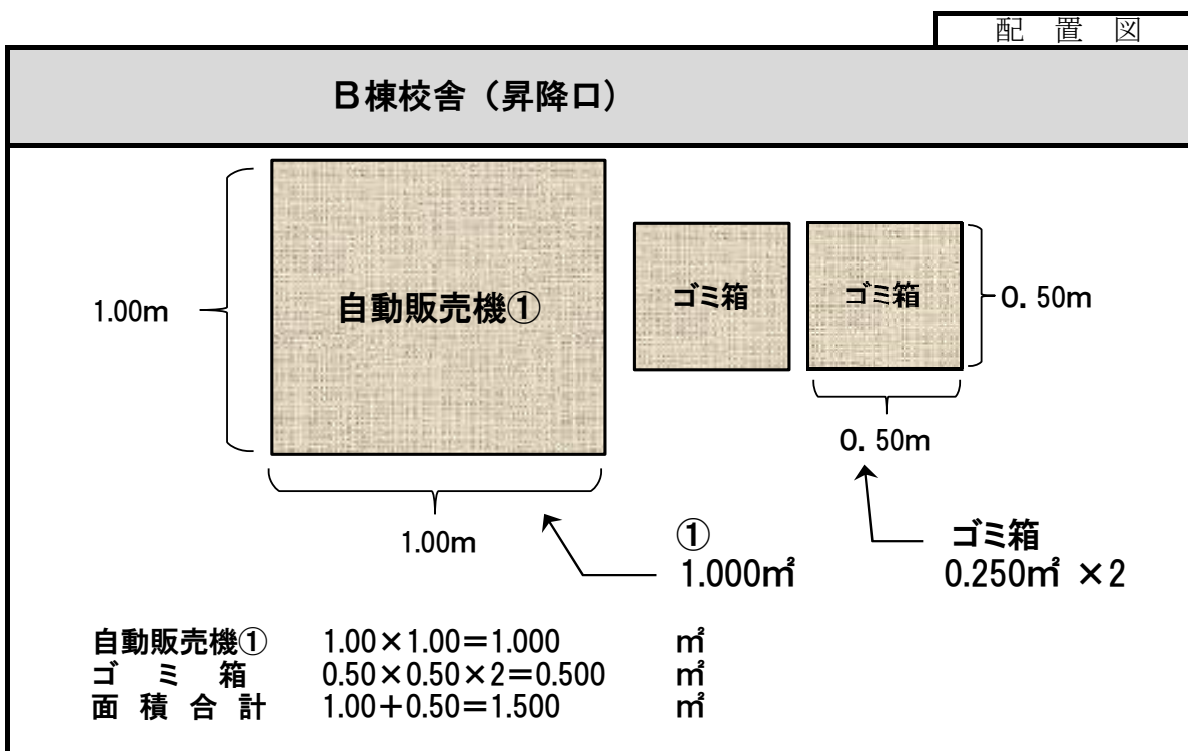 配 置 図
B棟校舎（昇降口）
自動販売機①
ゴミ箱
ゴミ箱
1.00m
0.50m
0.50m
1.00m
①
1.000㎡
ゴミ箱
0.250㎡ ×2
自動販売機① 1.00×1.00=1.000 ㎡
ゴ ミ 箱 0.50×0.50×2=0.500 ㎡
面 積 合 計 1.00+0.50=1.500 ㎡